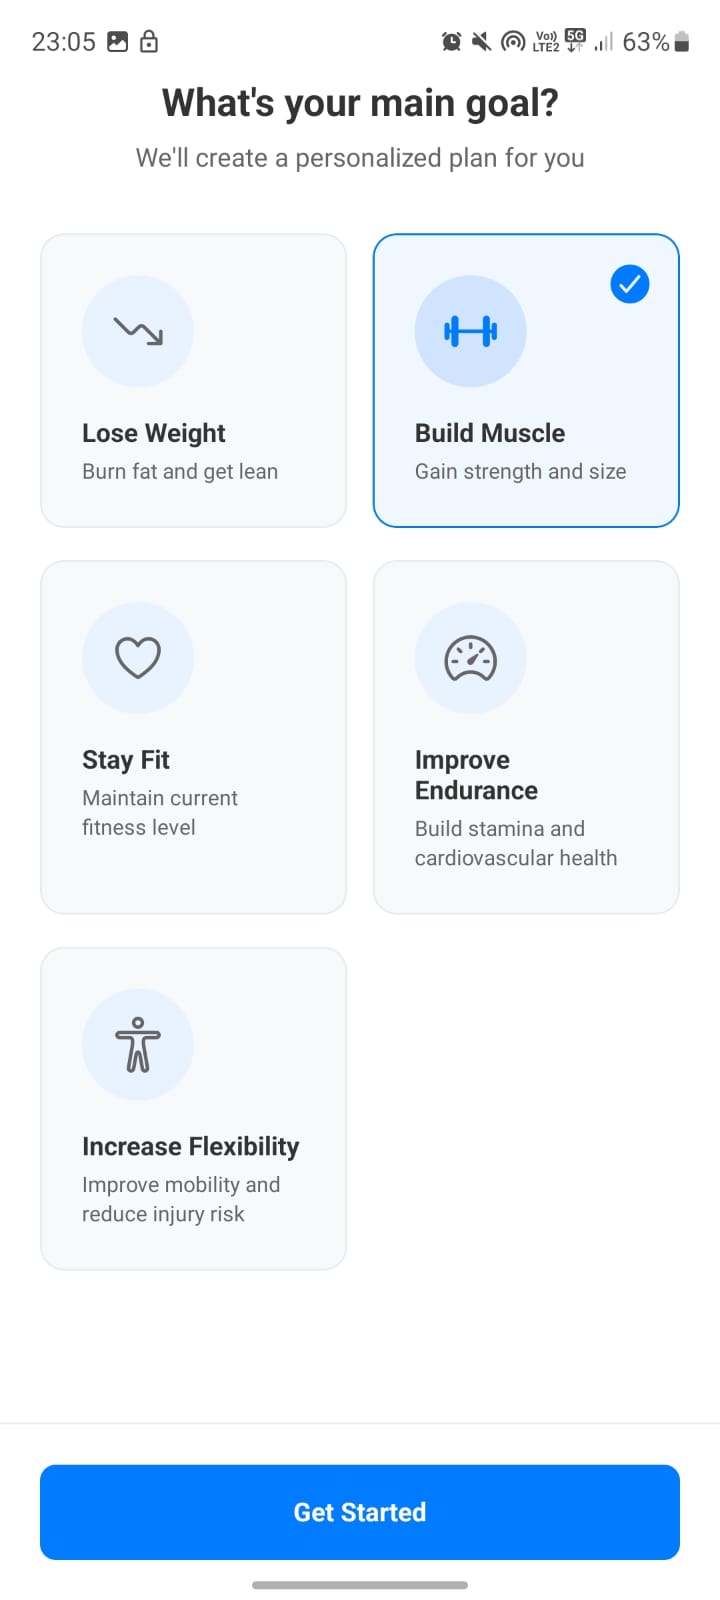 23:05
Vo) 5G
LTE2 63%
What's your main goal?
We'll create a personalized plan for you
Lose Weight
Burn fat and get lean
Build Muscle
Gain strength and size
Stay Fit
Maintain current
fitness level
Improve
Endurance
Build stamina and
cardiovascular health
Increase Flexibility
Improve mobility and
reduce injury risk
Get Started